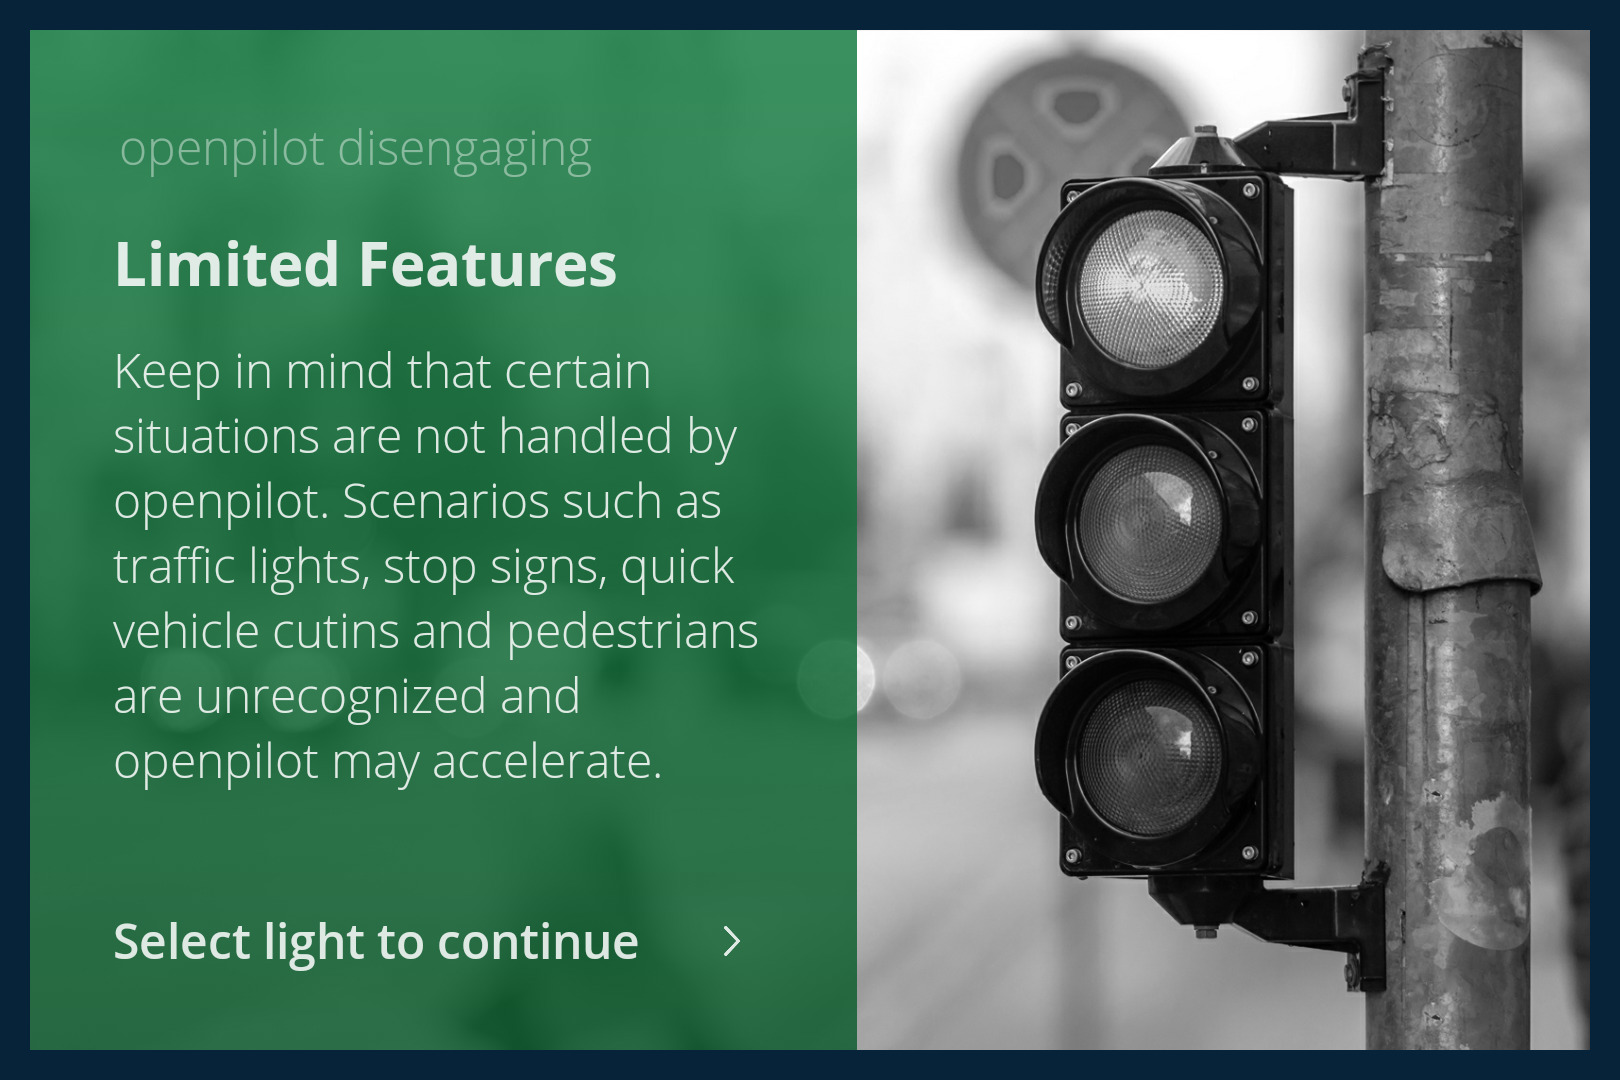 openpilot disengaging
Limited Features
Keep in mind that certain
situations are not handled by
openpilot. Scenarios such as
traffic lights, stop signs, quick
vehicle cutins and pedestrians
are unrecognized and
openpilot may accelerate.
Select light to continue